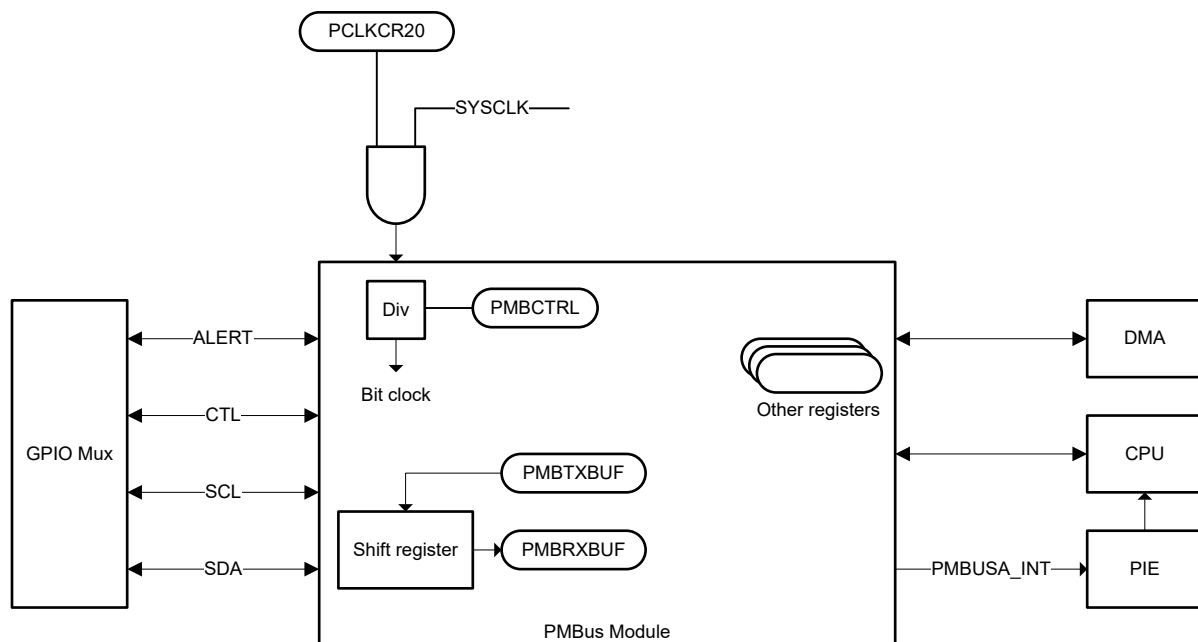 PCLKCR20
SYSCLK
Div
PMBCTRL
Bit clock
Other registers
GPIO Mux
ALERT
CTL
SCL
SDA
PMBTXBUF
Shift register
PMBRXBUF
DMA
CPU
PMBUSA_INT
PIE
PMBus Module